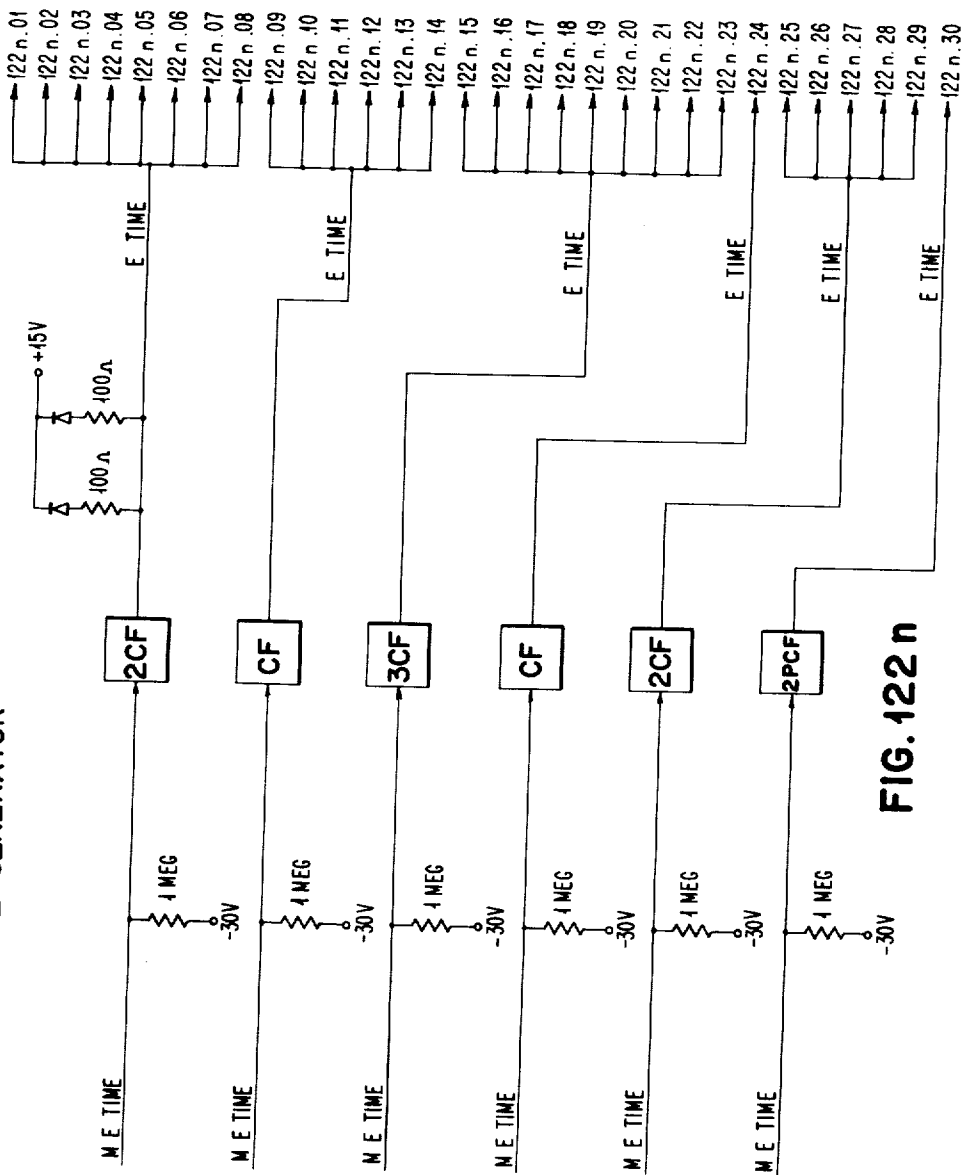 M E TIME
1 MEG
-30V
2CF
100Ω
100Ω
+15V
E TIME
122 n. 01
122 n. 02
122 n. 03
122 n. 04
122 n. 05
122 n. 06
122 n. 07
122 n. 08
M E TIME
1 MEG
-30V
CF
E TIME
122 n. 09
122 n. 10
122 n. 11
122 n. 12
122 n. 13
122 n. 14
M E TIME
1 MEG
-30V
3CF
E TIME
122 n. 15
122 n. 16
122 n. 17
122 n. 18
122 n. 19
122 n. 20
122 n. 21
122 n. 22
122 n. 23
M E TIME
1 MEG
-30V
CF
E TIME
122 n. 24
M E TIME
1 MEG
-30V
2CF
E TIME
122 n. 25
122 n. 26
122 n. 27
122 n. 28
122 n. 29
M E TIME
1 MEG
-30V
2PCF
E TIME
122 n. 30
FIG. 122 n